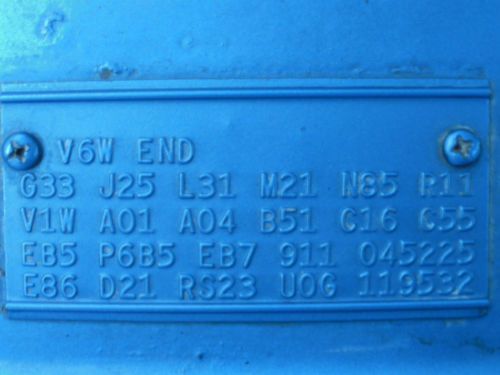 V6W END
G33 J25 L31 M21 N85 R11
V1W A01 A04 B51 C16 G55
EB5 P6B5 EB7 911 045225
E86 D21 RS23 U0G 119532